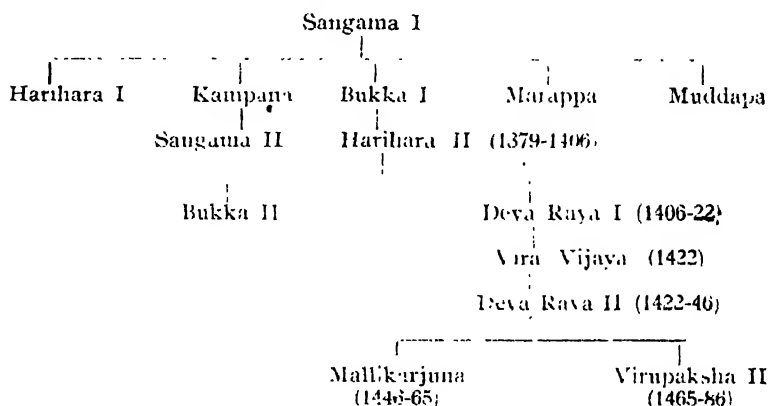 Sangama I
Harihara I Kampana Bukka I Marappa Muddapa
Sangama II Harihara II (1379-1406)
Bukka II Deva Raya I (1406-22)
Vira Vijaya (1422)
Deva Raya II (1422-46)
Mallikarjuna Virupaksha II
(1446-65) (1465-86)